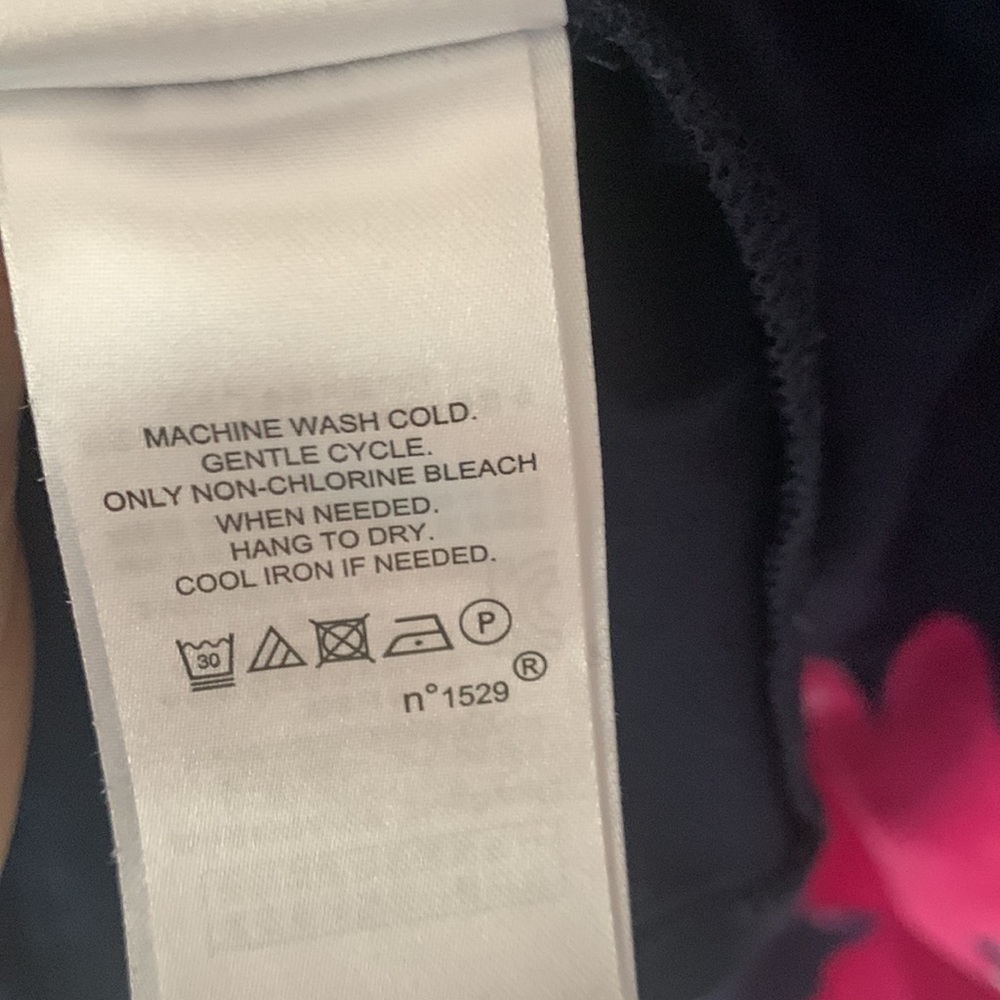 MACHINE WASH COLD.
GENTLE CYCLE.
ONLY NON-CHLORINE BLEACH
WHEN NEEDED.
HANG TO DRY.
COOL IRON IF NEEDED.
30 P
®
n°1529